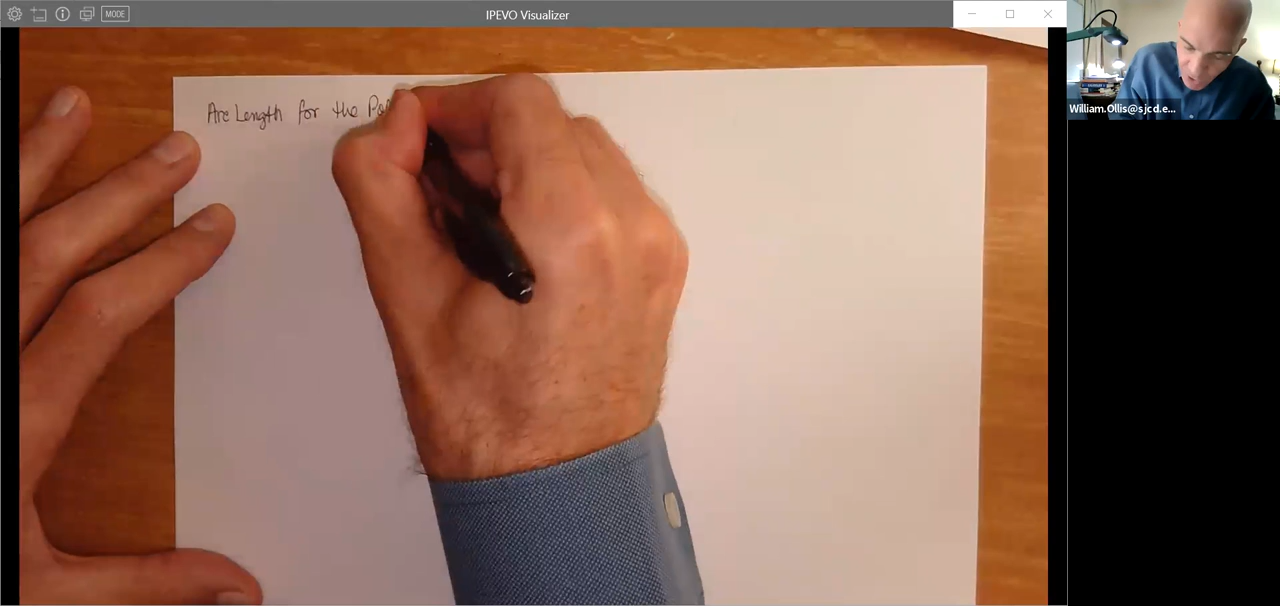 MODE
IPEVO Visualizer
William.Ollis@sjcd.e...
Arc Length for the